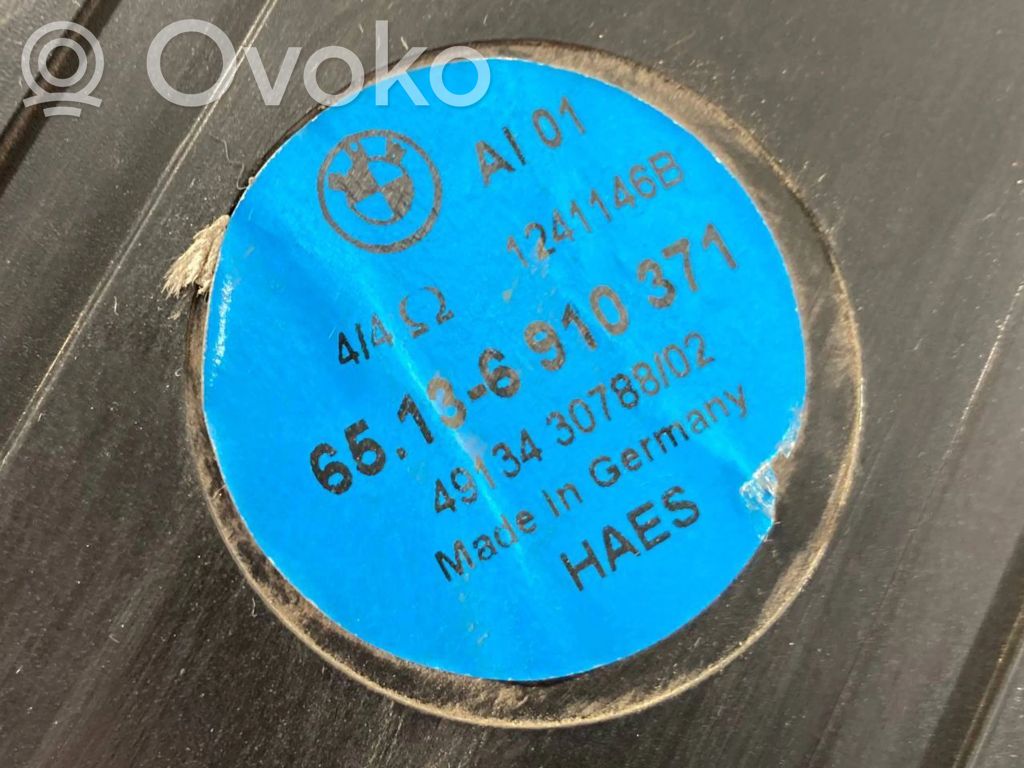 Ovoko
R
AI 01
1241146B
4/4 Ω
65.13-6 910 371
49134 30788/02
Made In Germany
HAES